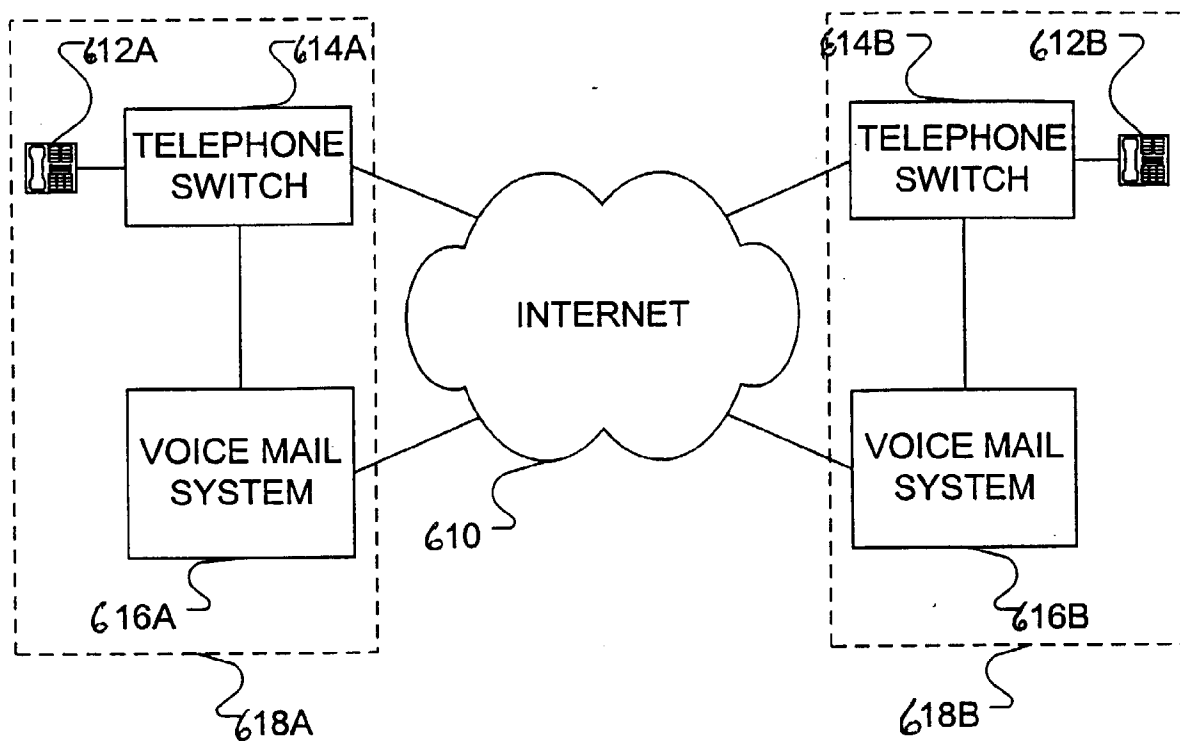 612A
614A
614B
612B
TELEPHONE
SWITCH
TELEPHONE
SWITCH
INTERNET
VOICE MAIL
SYSTEM
VOICE MAIL
SYSTEM
610
616A
616B
618A
618B